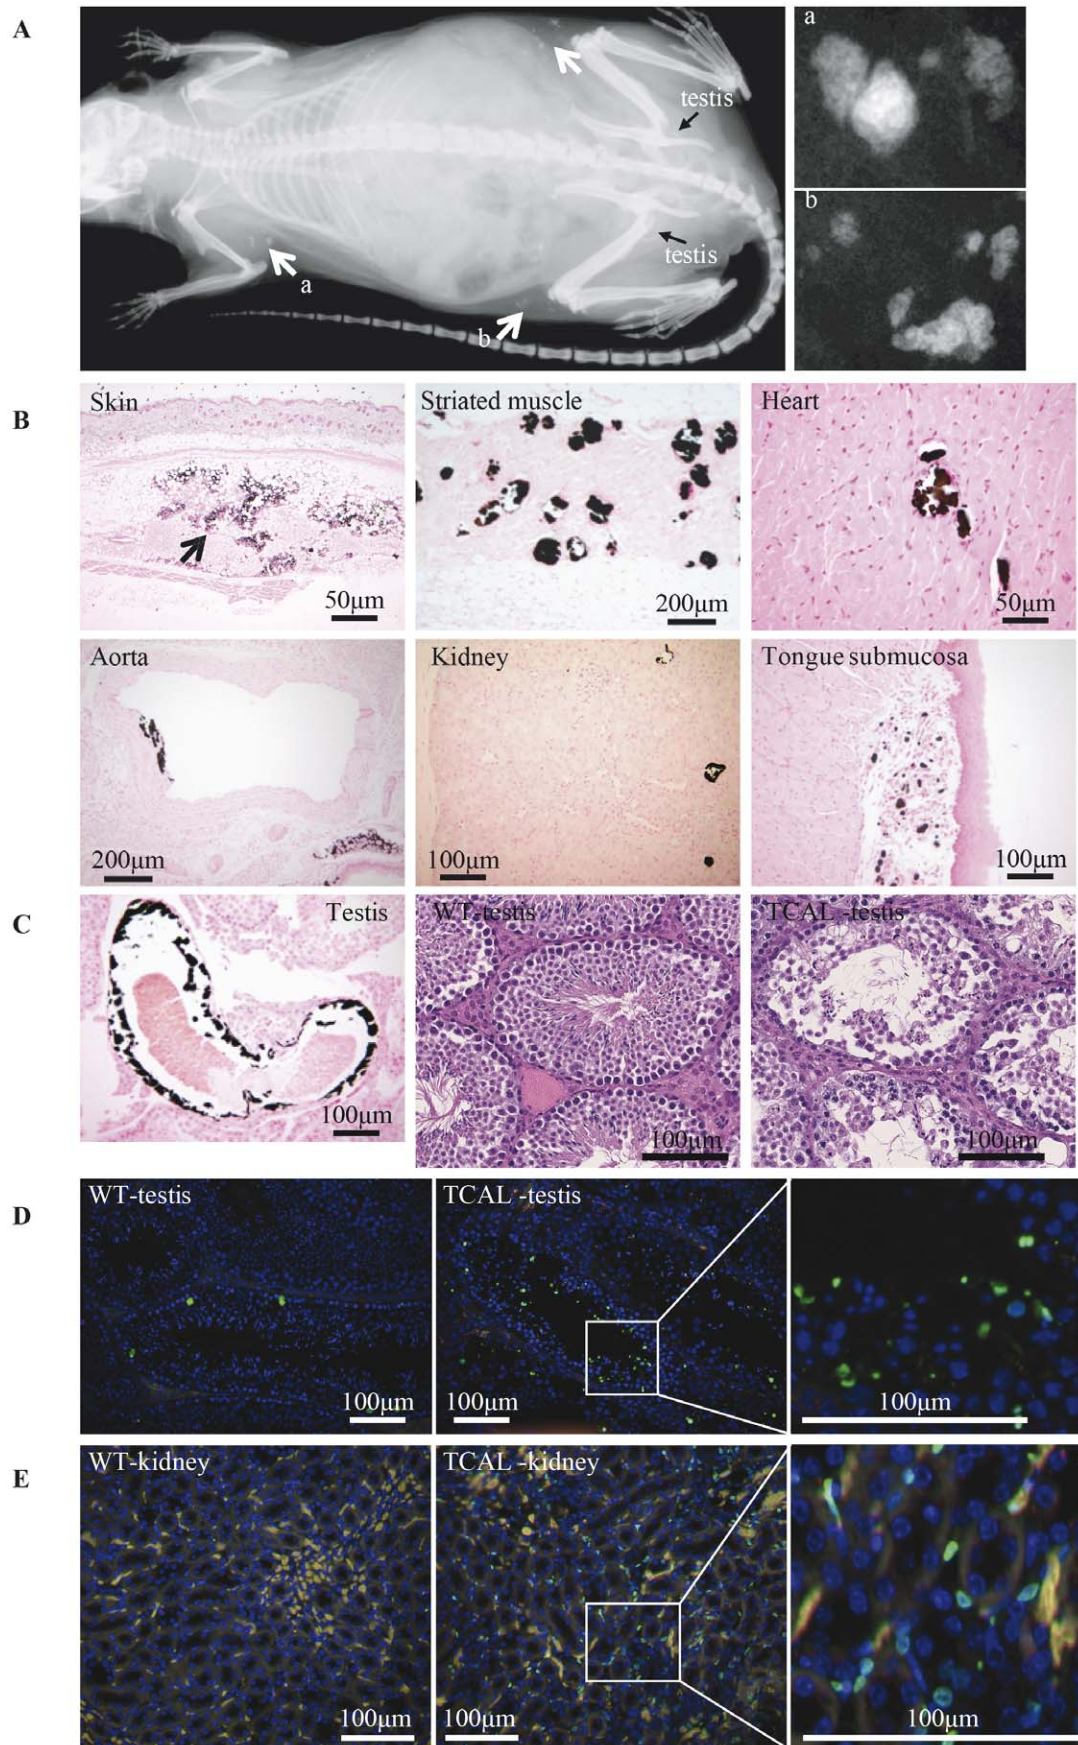 A
a
testis
testis
a
b
b
B
Skin
50μm
Striated muscle
200μm
Heart
50μm
Aorta
200μm
Kidney
100μm
Tongue submucosa
100μm
C
Testis
100μm
WT-testis
100μm
TCAL -testis
100μm
D
WT-testis
100μm
TCAL -testis
100μm
100μm
E
WT-kidney
100μm
TCAL -kidney
100μm
100μm